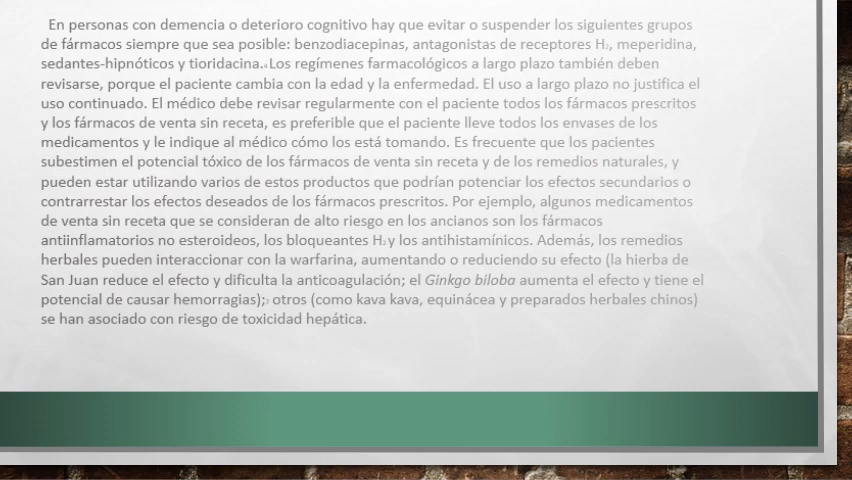 En personas con demencia o deterioro cognitivo hay que evitar o suspender los siguientes grupos
de fármacos siempre que sea posible: benzodiacepinas, antagonistas de receptores H₂, meperidina,
sedantes-hipnóticos y tioridacina.₄ Los regímenes farmacológicos a largo plazo también deben
revisarse, porque el paciente cambia con la edad y la enfermedad. El uso a largo plazo no justifica el
uso continuado. El médico debe revisar regularmente con el paciente todos los fármacos prescritos
y los fármacos de venta sin receta, es preferible que el paciente lleve todos los envases de los
medicamentos y le indique al médico cómo los está tomando. Es frecuente que los pacientes
subestimen el potencial tóxico de los fármacos de venta sin receta y de los remedios naturales, y
pueden estar utilizando varios de estos productos que podrían potenciar los efectos secundarios o
contrarrestar los efectos deseados de los fármacos prescritos. Por ejemplo, algunos medicamentos
de venta sin receta que se consideran de alto riesgo en los ancianos son los fármacos
antiinflamatorios no esteroideos, los bloqueantes H₂ y los antihistamínicos. Además, los remedios
herbales pueden interaccionar con la warfarina, aumentando o reduciendo su efecto (la hierba de
San Juan reduce el efecto y dificulta la anticoagulación; el Ginkgo biloba aumenta el efecto y tiene el
potencial de causar hemorragias);₇ otros (como kava kava, equinácea y preparados herbales chinos)
se han asociado con riesgo de toxicidad hepática.